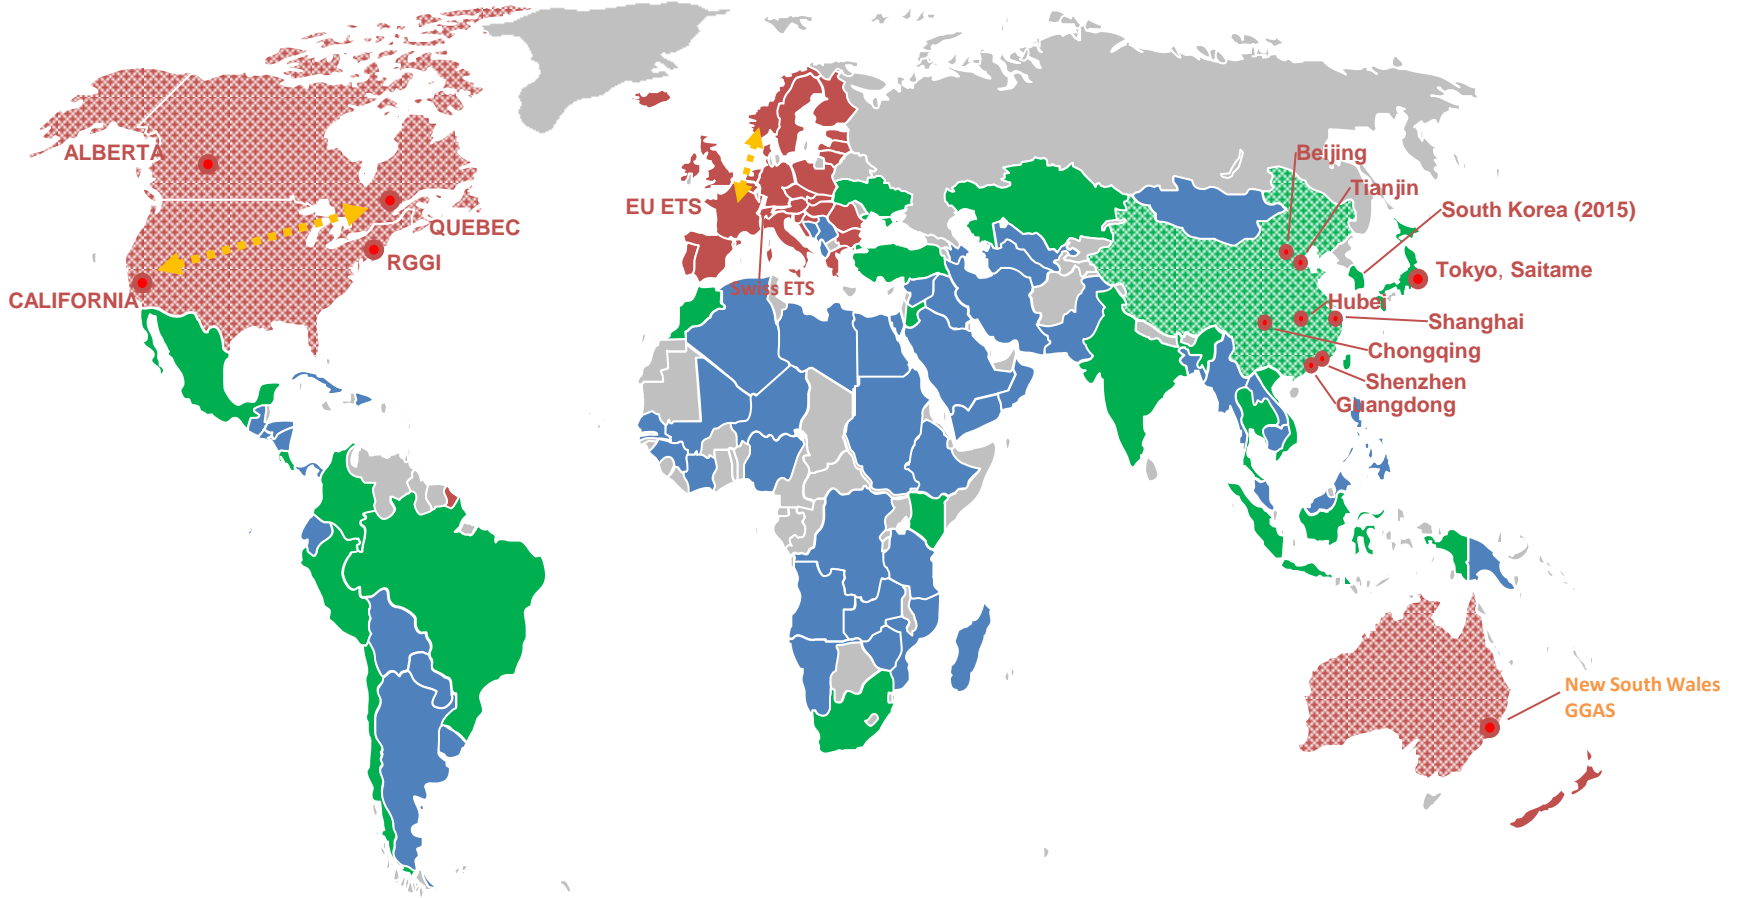 ALBERTA
QUEBEC
RGGI
CALIFORNIA
EU ETS
Swiss ETS
Beijing
Tianjin
South Korea (2015)
Tokyo, Saitame
Hubei
Shanghai
Chongqing
Shenzhen
Guangdong
New South Wales
GGAS